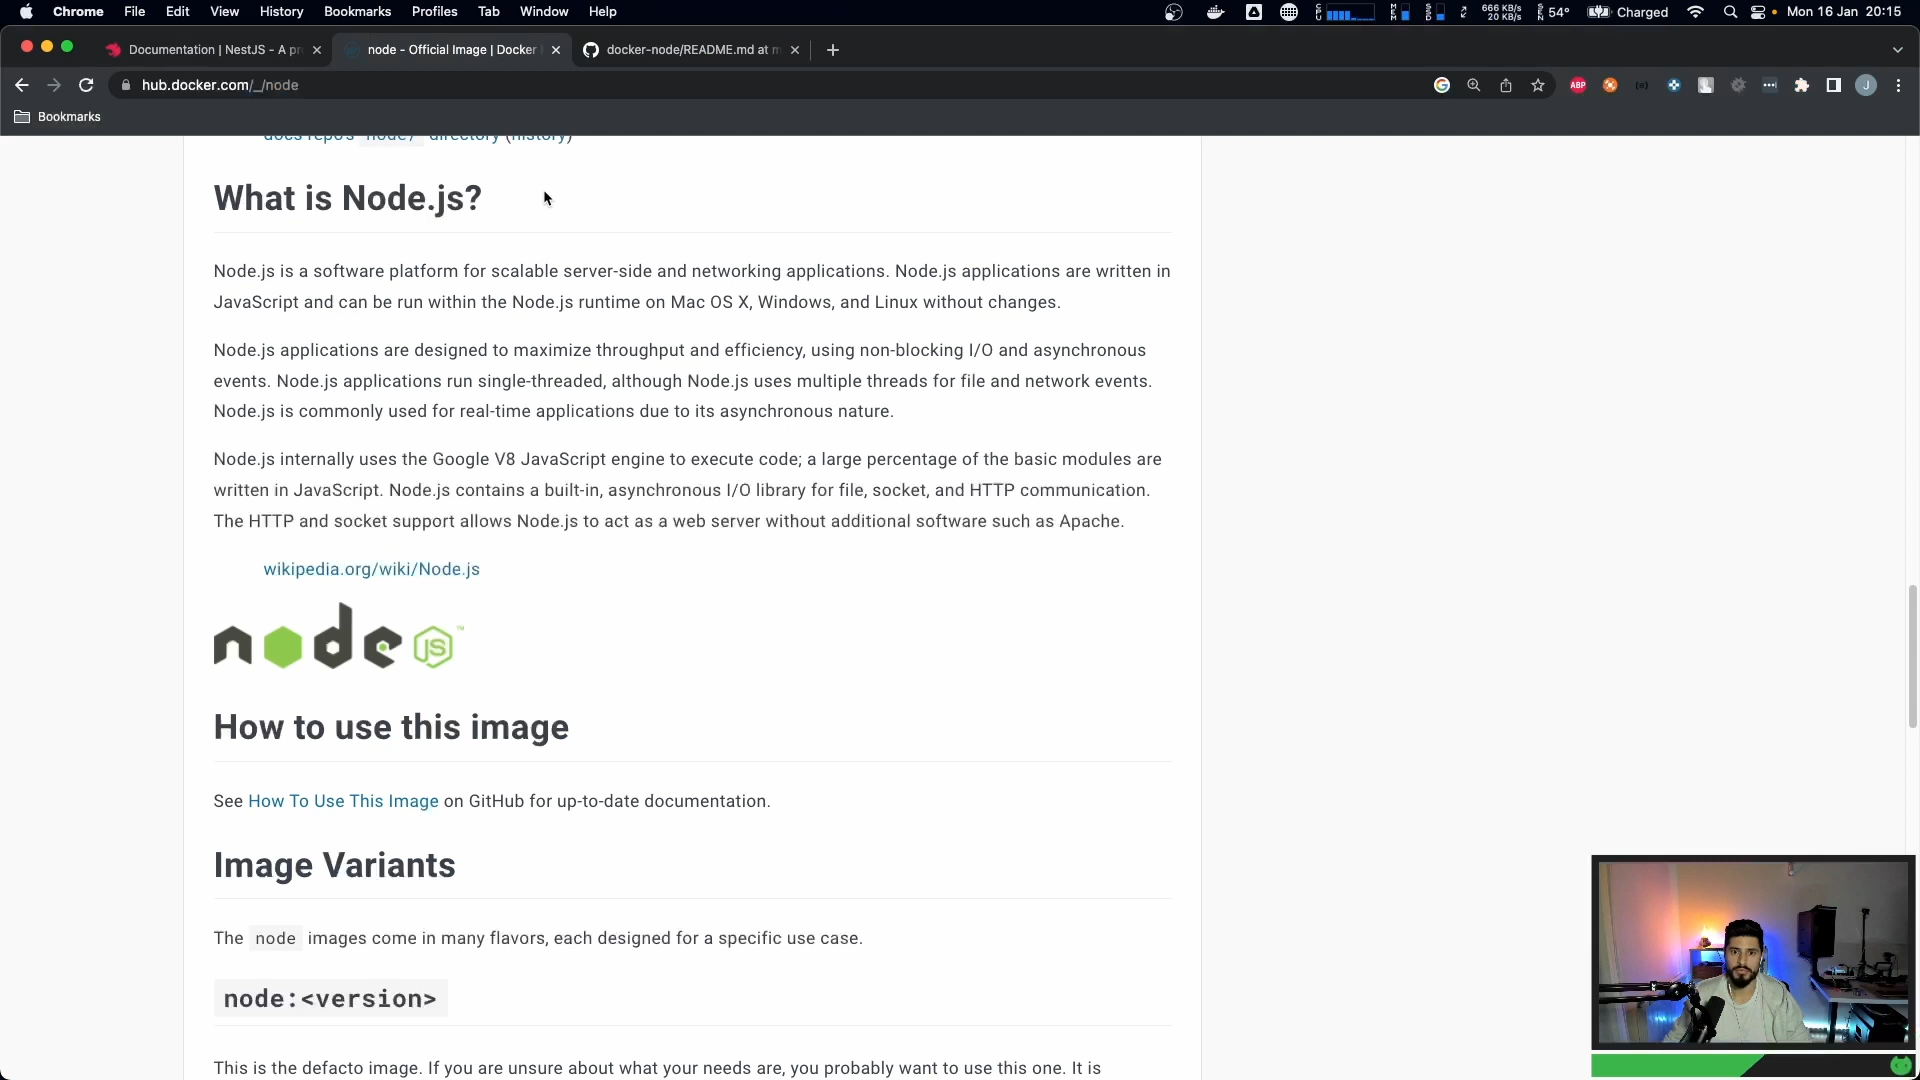 Chrome File Edit View History Bookmarks Profiles Tab Window Help
666 KB/s
20 KB/s
54° Charged Mon 16 Jan 20:15
Documentation | NestJS - A pr
node - Official Image | Docker
docker-node/README.md at m
hub.docker.com/_/node
ABP
J
Bookmarks
docs repo's node/ directory (history)
What is Node.js?
Node.js is a software platform for scalable server-side and networking applications. Node.js applications are written in
JavaScript and can be run within the Node.js runtime on Mac OS X, Windows, and Linux without changes.
Node.js applications are designed to maximize throughput and efficiency, using non-blocking I/O and asynchronous
events. Node.js applications run single-threaded, although Node.js uses multiple threads for file and network events.
Node.js is commonly used for real-time applications due to its asynchronous nature.
Node.js internally uses the Google V8 JavaScript engine to execute code; a large percentage of the basic modules are
written in JavaScript. Node.js contains a built-in, asynchronous I/O library for file, socket, and HTTP communication.
The HTTP and socket support allows Node.js to act as a web server without additional software such as Apache.
wikipedia.org/wiki/Node.js
node JS ™
How to use this image
See How To Use This Image on GitHub for up-to-date documentation.
Image Variants
The node images come in many flavors, each designed for a specific use case.
node:<version>
This is the defacto image. If you are unsure about what your needs are, you probably want to use this one. It is